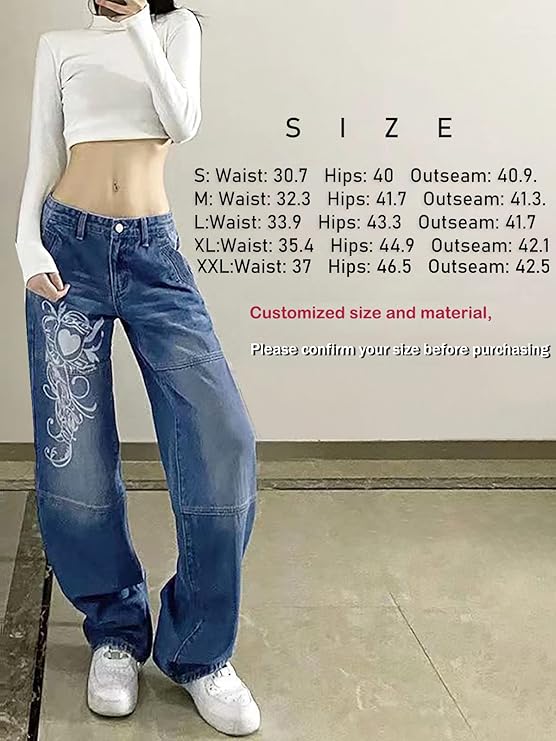 SIZE
S: Waist: 30.7 Hips: 40 Outseam: 40.9.
M: Waist: 32.3 Hips: 41.7 Outseam: 41.3.
L:Waist: 33.9 Hips: 43.3 Outseam: 41.7
XL:Waist: 35.4 Hips: 44.9 Outseam: 42.1
XXL:Waist: 37 Hips: 46.5 Outseam: 42.5
Customized size and material,
Please confirm your size before purchasing